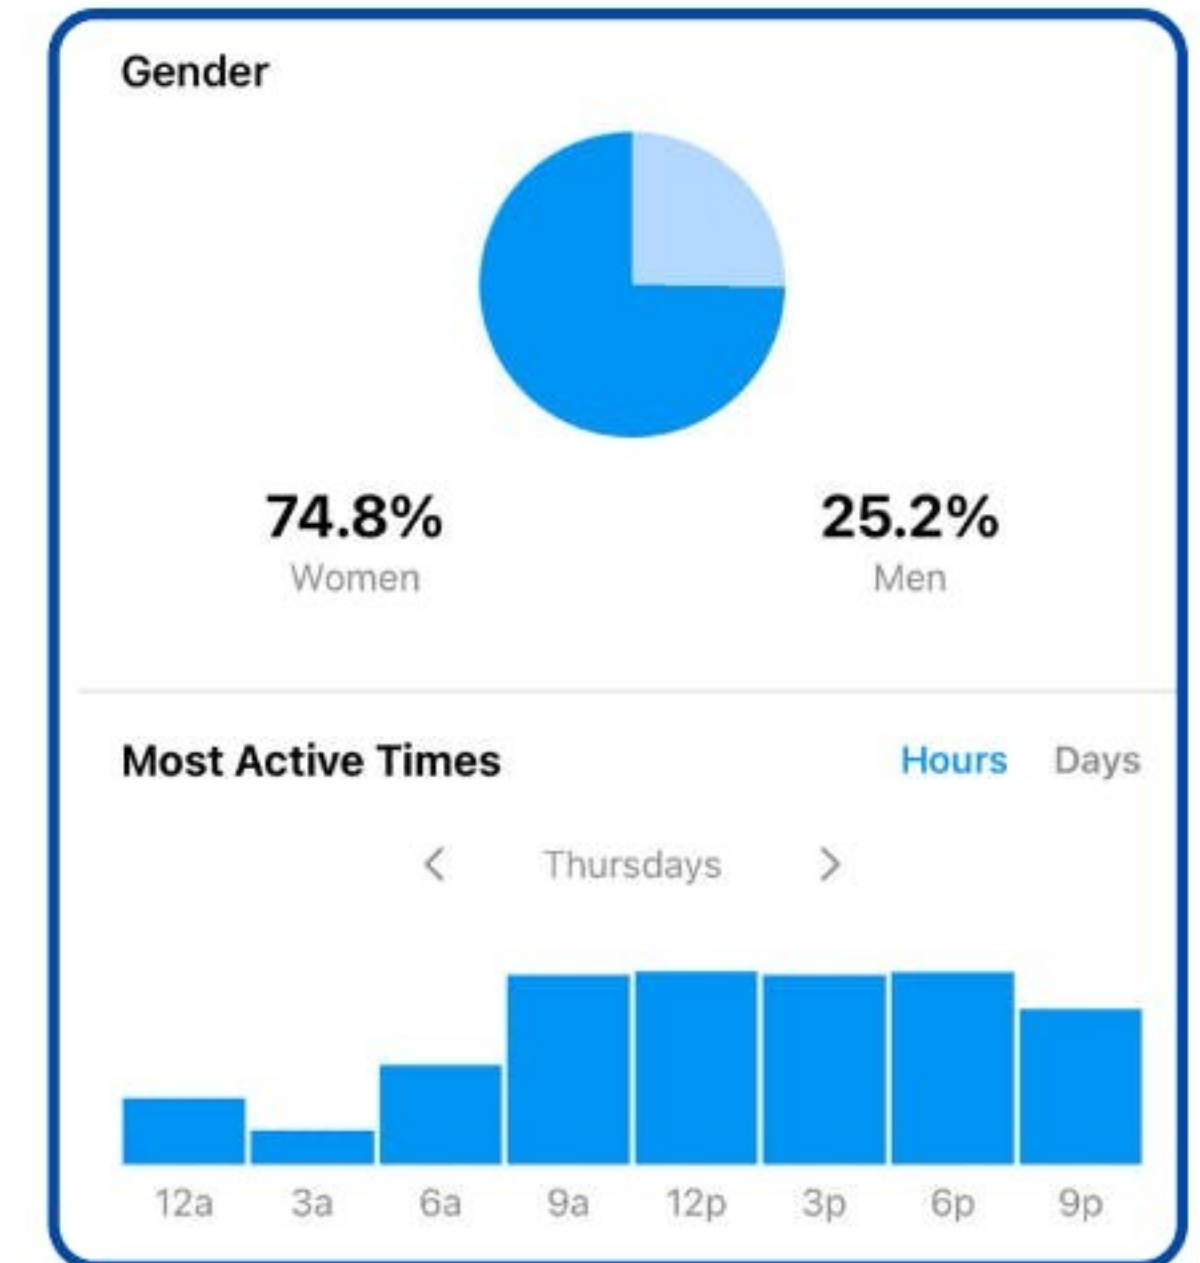 Gender
74.8% 25.2%
Women Men
Most Active Times Hours Days
Thursdays
12a 3a 6a 9a 12p 3p 6p 9p